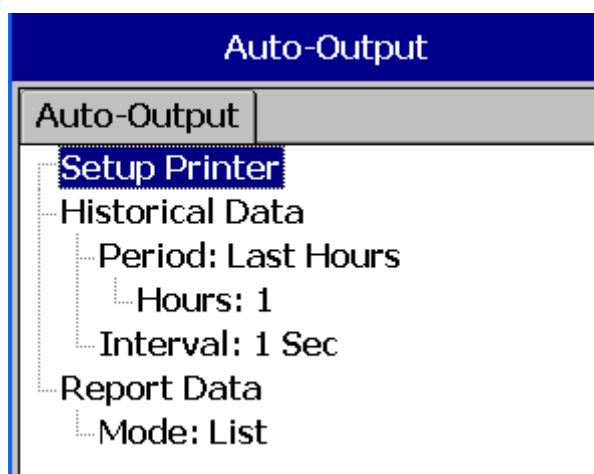 Auto-Output
Auto-Output
Setup Printer
Historical Data
Period: Last Hours
Hours: 1
Interval: 1 Sec
Report Data
Mode: List